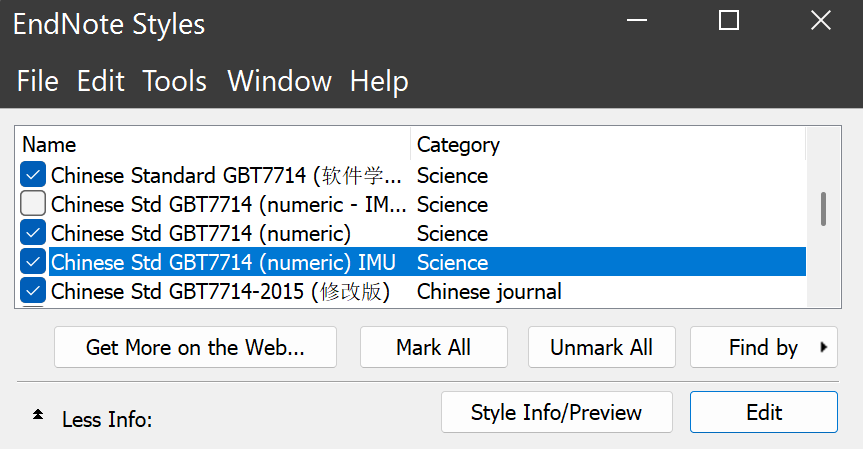 EndNote Styles
File Edit Tools Window Help
Name Category
Chinese Standard GBT7714 (软件学... Science
Chinese Std GBT7714 (numeric - IM... Science
Chinese Std GBT7714 (numeric) Science
Chinese Std GBT7714 (numeric) IMU Science
Chinese Std GBT7714-2015 (修改版) Chinese journal
Get More on the Web... Mark All Unmark All Find by
Less Info: Style Info/Preview Edit